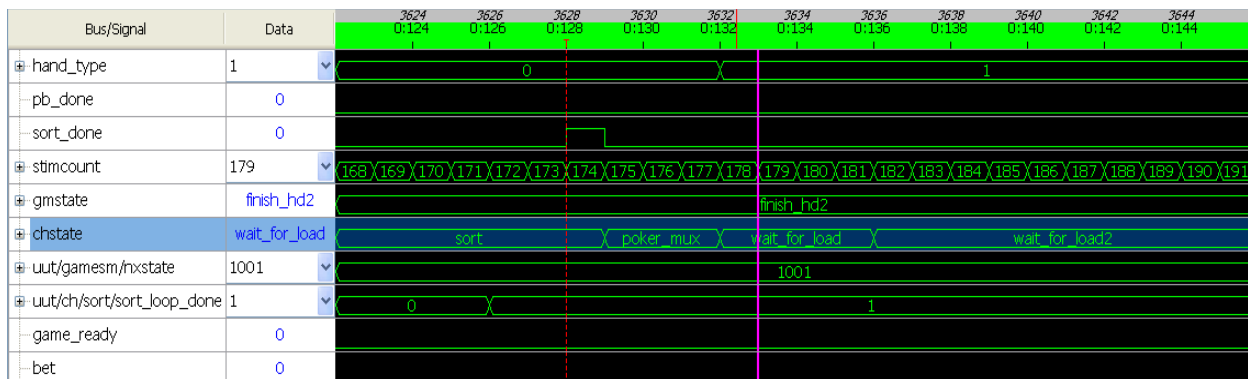 3624 3626 3628 3630 3632 3634 3636 3638 3640 3642 3644
Bus/Signal Data 0:124 0:126 0:128 0:130 0:132 0:134 0:136 0:138 0:140 0:142 0:144
hand_type 1 0 1
pb_done 0
sort_done 0
stimcount 179 168 169 170 171 172 173 174 175 176 177 178 179 180 181 182 183 184 185 186 187 188 189 190 191
gmstate finish_hd2 finish_hd2
chstate wait_for_load sort poker_mux wait_for_load wait_for_load2
uut/gamesm/nxstate 1001 1001
uut/ch/sort/sort_loop_done 1 0 1
game_ready 0
bet 0